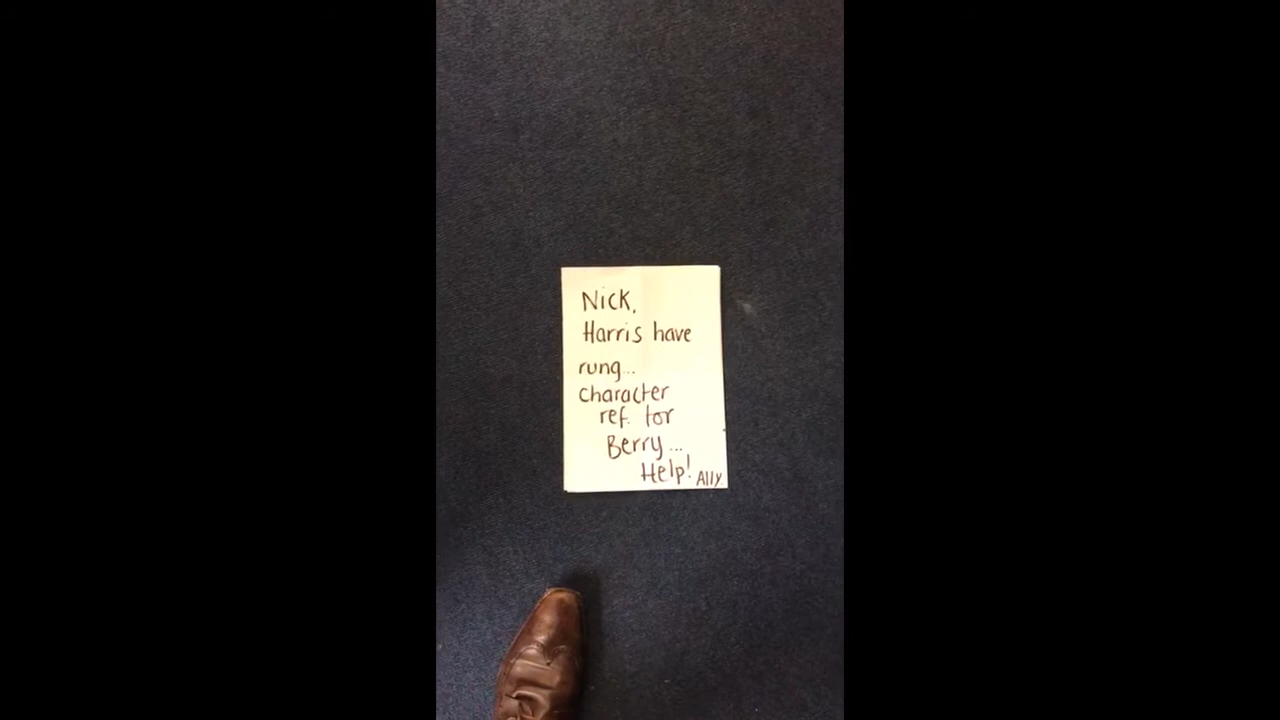 Nick,
Harris have
rung...
character
ref. for
Berry...
Help! Ally.